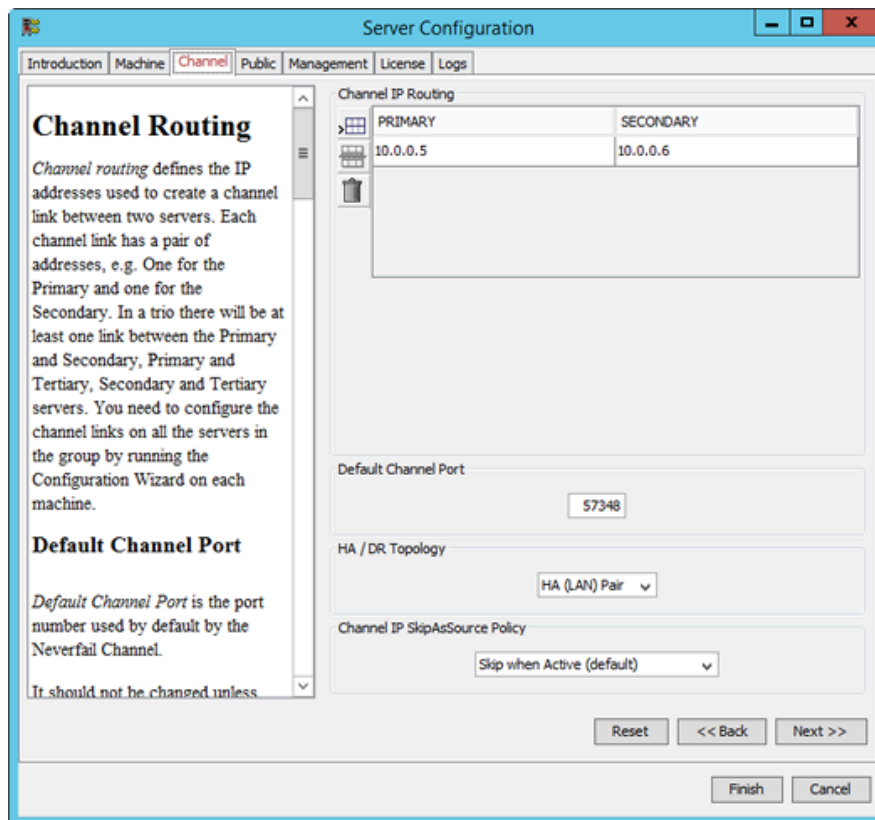 Server Configuration
Introduction Machine Channel Public Management License Logs
Channel Routing
Channel routing defines the IP
addresses used to create a channel
link between two servers. Each
channel link has a pair of
addresses, e.g. One for the
Primary and one for the
Secondary. In a trio there will be at
least one link between the Primary
and Secondary, Primary and
Tertiary, Secondary and Tertiary
servers. You need to configure the
channel links on all the servers in
the group by running the
Configuration Wizard on each
machine.
Default Channel Port
Default Channel Port is the port
number used by default by the
Neverfail Channel.
It should not be changed unless
Channel IP Routing
PRIMARY SECONDARY
10.0.0.5 10.0.0.6
Default Channel Port
57348
HA / DR Topology
HA (LAN) Pair
Channel IP SkipAsSource Policy
Skip when Active (default)
Reset << Back Next >>
Finish Cancel